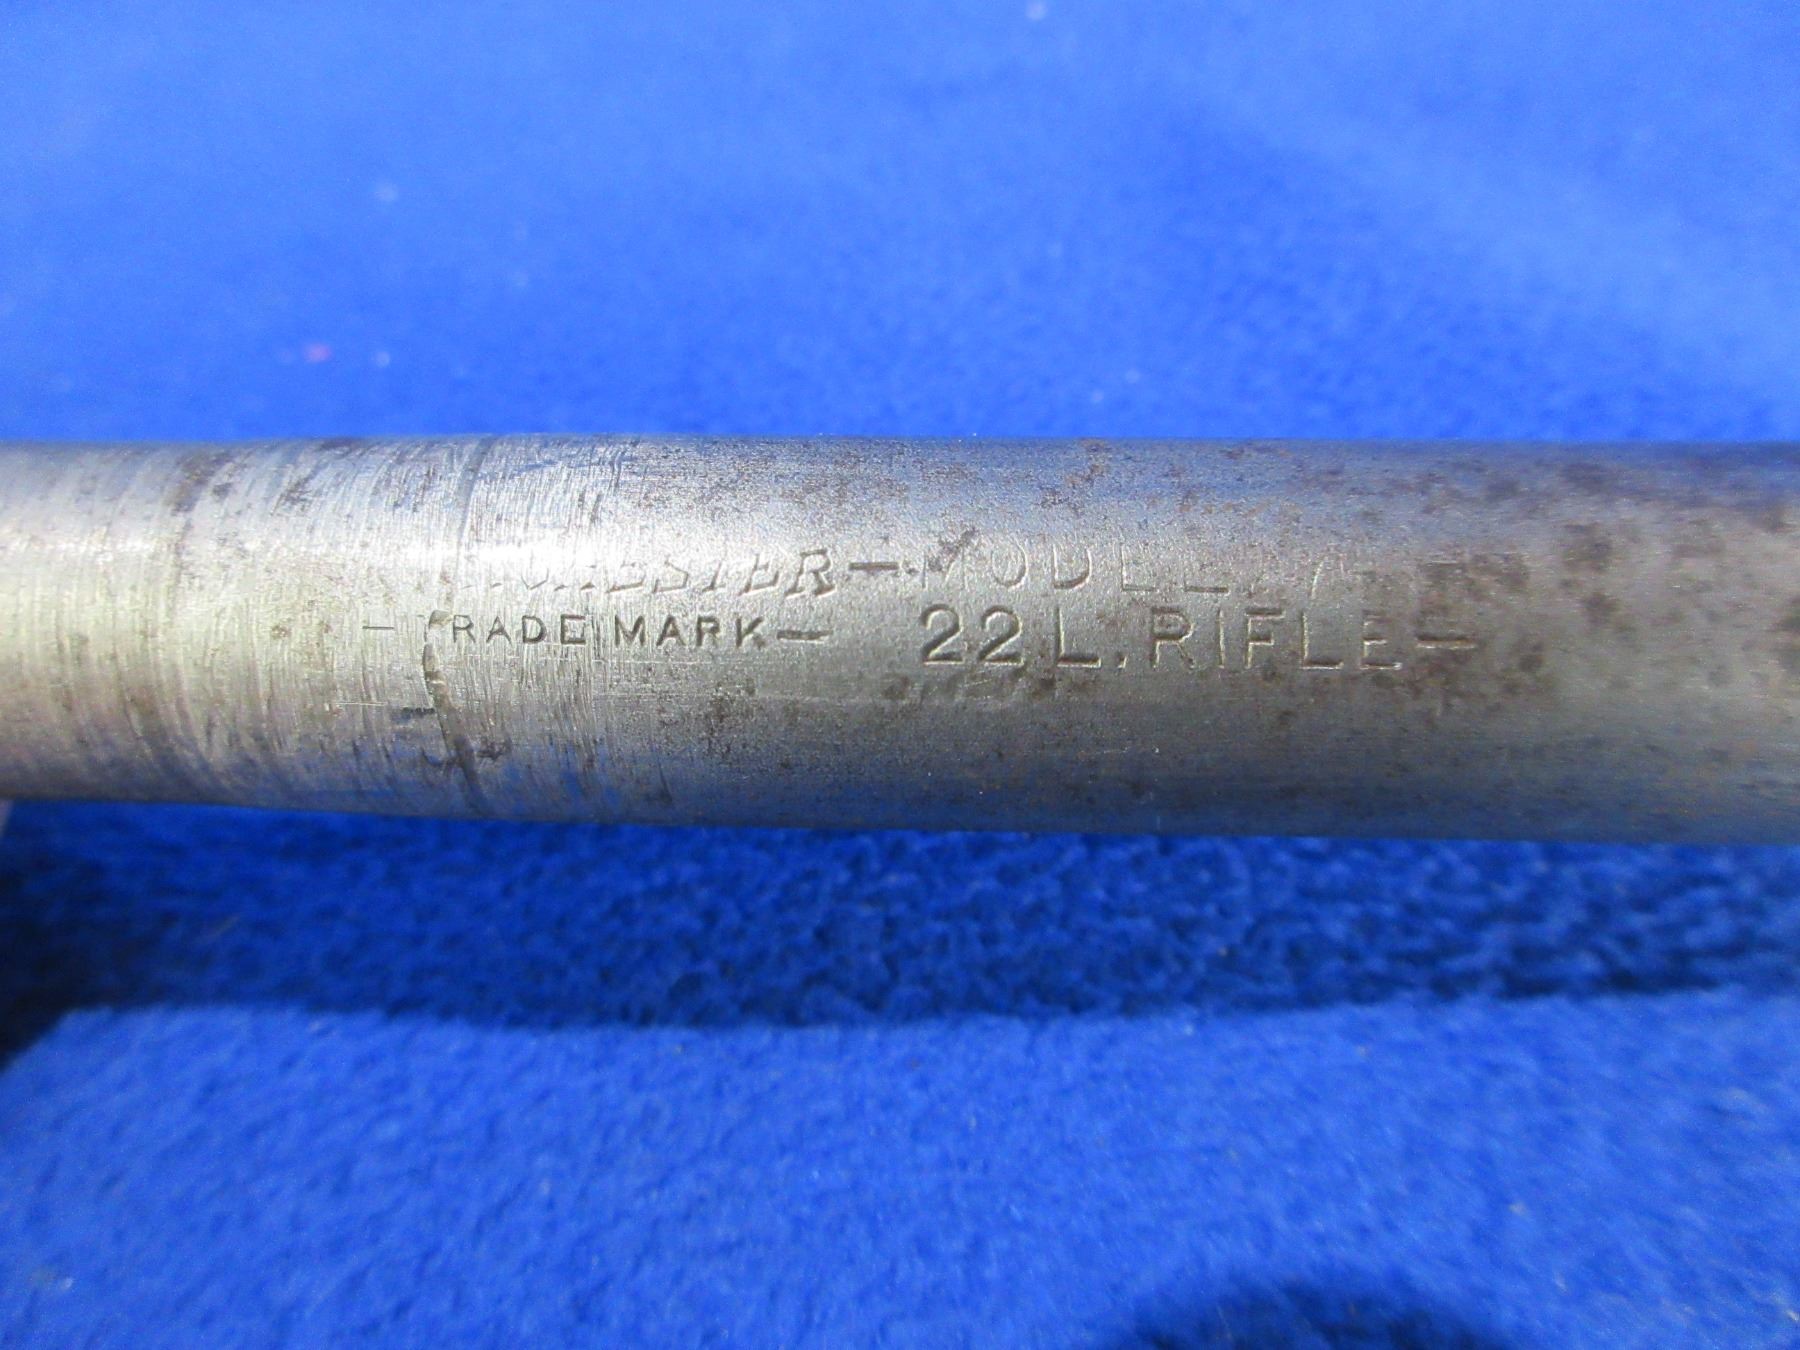 –MODEL
–TRADE MARK– 22 L. RIFLE–